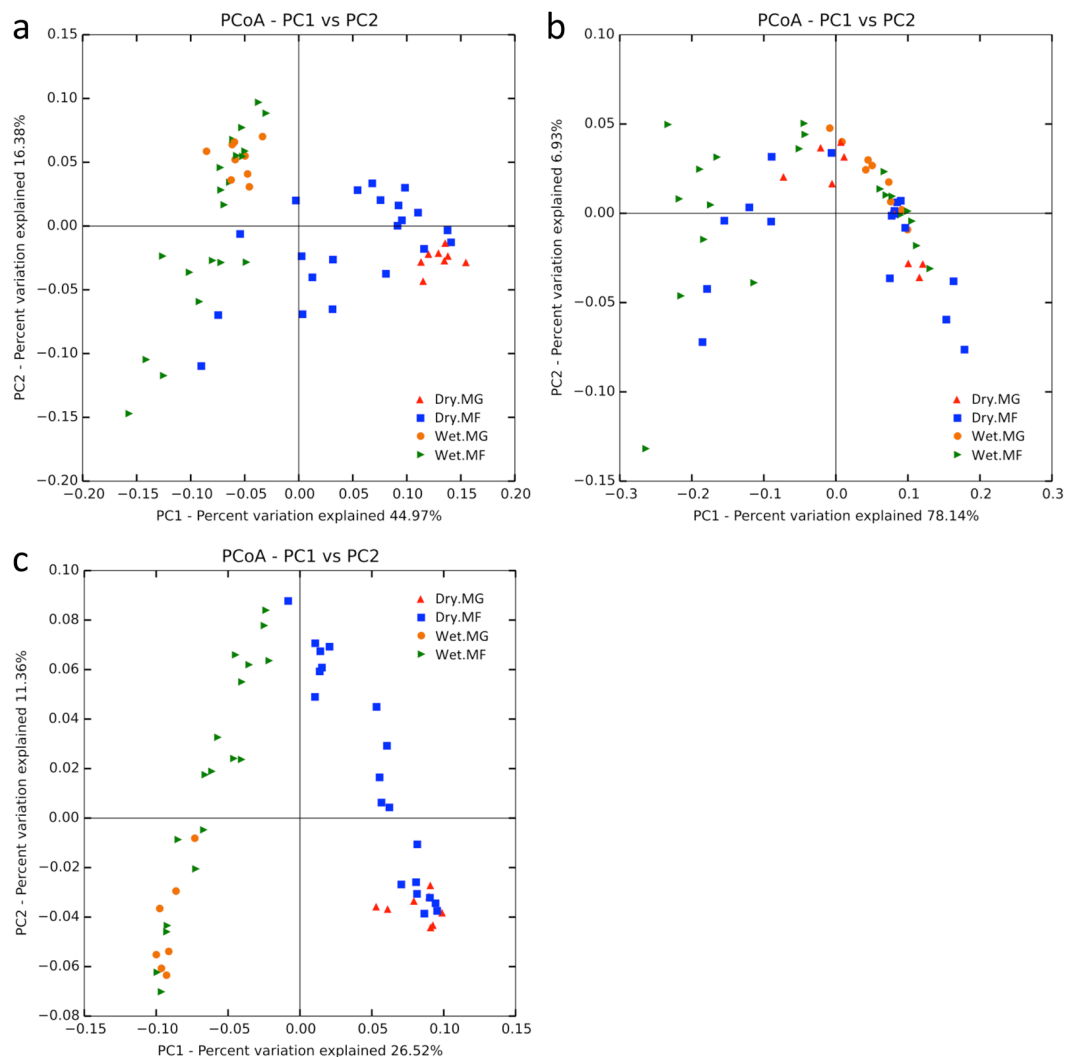 a
PCoA - PC1 vs PC2
PC2 - Percent variation explained 16.38%
0.15
0.10
0.05
0.00
−0.05
−0.10
−0.15
−0.20
Dry.MG
Dry.MF
Wet.MG
Wet.MF
−0.20 −0.15 −0.10 −0.05 0.00 0.05 0.10 0.15 0.20
PC1 - Percent variation explained 44.97%
b
PCoA - PC1 vs PC2
PC2 - Percent variation explained 6.93%
0.10
0.05
0.00
−0.05
−0.10
−0.15
Dry.MG
Dry.MF
Wet.MG
Wet.MF
−0.3 −0.2 −0.1 0.0 0.1 0.2 0.3
PC1 - Percent variation explained 78.14%
c
PCoA - PC1 vs PC2
PC2 - Percent variation explained 11.36%
0.10
0.08
0.06
0.04
0.02
0.00
−0.02
−0.04
−0.06
−0.08
Dry.MG
Dry.MF
Wet.MG
Wet.MF
−0.15 −0.10 −0.05 0.00 0.05 0.10 0.15
PC1 - Percent variation explained 26.52%